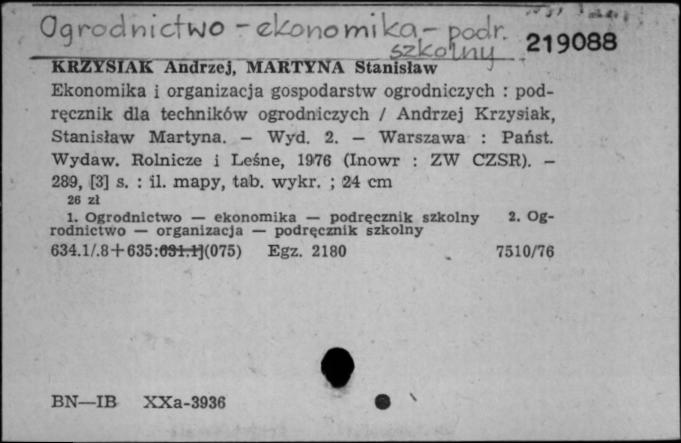 Ogrodnictwo - ekonomika - podr.
szkolny
219088
KRZYSIAK Andrzej, MARTYNA Stanisław
Ekonomika i organizacja gospodarstw ogrodniczych : pod-
ręcznik dla techników ogrodniczych / Andrzej Krzysiak,
Stanisław Martyna. — Wyd. 2. — Warszawa : Państ.
Wydaw. Rolnicze i Leśne, 1976 (Inowr : ZW CZSR). —
289, [3] s. : il. mapy, tab. wykr. ; 24 cm
26 zł
1. Ogrodnictwo — ekonomika — podręcznik szkolny 2. Og-
rodnictwo — organizacja — podręcznik szkolny
634.1/.8+635:631.1](075) Egz. 2180 7510/76
BN—IB XXa-3936